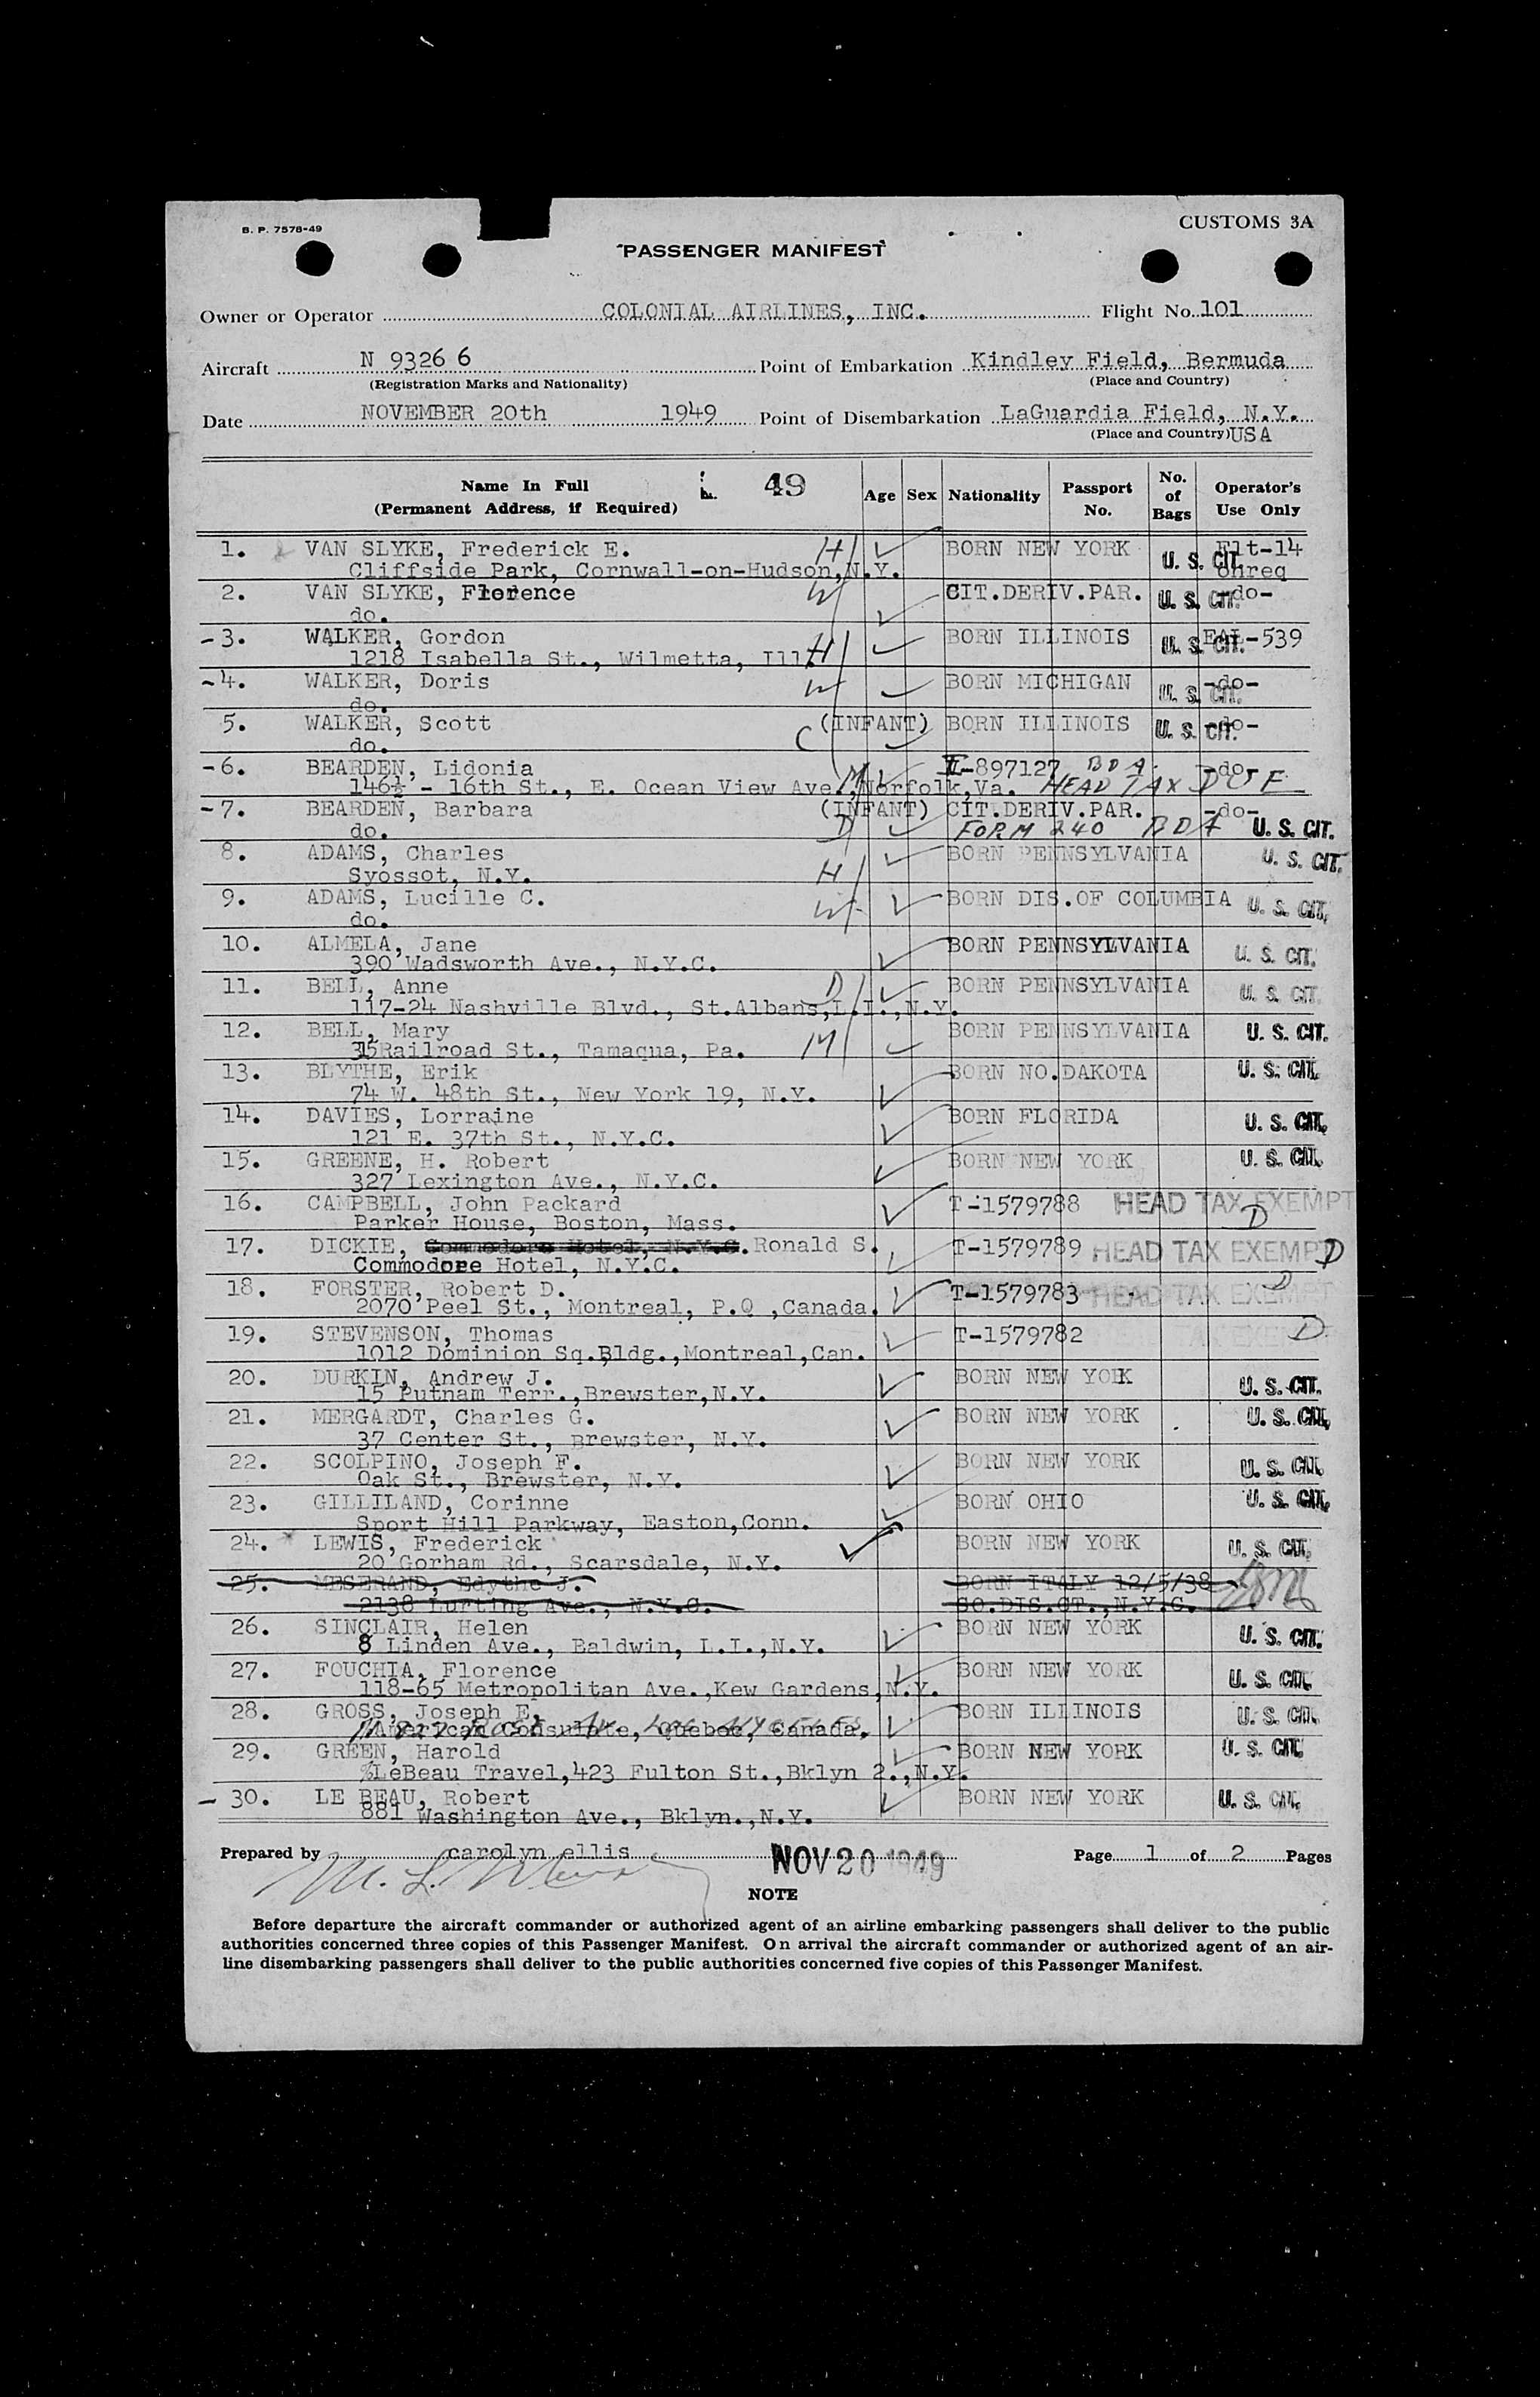 B. P. 7578-49
CUSTOMS 3A
PASSENGER MANIFEST
Owner or Operator COLONIAL AIRLINES, INC. Flight No. 101
Aircraft N 9326 6 Point of Embarkation Kindley Field, Bermuda
(Registration Marks and Nationality) (Place and Country)
Date NOVEMBER 20th 1949 Point of Disembarkation LaGuardia Field, N.Y.
(Place and Country) USA
Name In Full 49 Age Sex Nationality Passport No. No. of Bags Operator's Use Only
(Permanent Address, if Required)
1. VAN SLYKE, Frederick E. H BORN NEW YORK U. S. CIT. Flt-14
Cliffside Park, Cornwall-on-Hudson,N.Y. onreq
2. VAN SLYKE, Florence W CIT.DERIV.PAR. U. S. CIT. -do-
do.
-3. WALKER, Gordon H BORN ILLINOIS U. S. CIT. EAL-539
1218 Isabella St., Wilmetta, Ill.
-4. WALKER, Doris W BORN MICHIGAN U. S. CIT. -do-
do.
5. WALKER, Scott (INFANT) BORN ILLINOIS U. S. CIT. -do-
do. C
-6. BEARDEN, Lidonia M V-897127 BDA. -do-
146½ - 16th St., E. Ocean View Ave.,Norfolk,Va. HEAD TAX DUE
-7. BEARDEN, Barbara (INFANT) CIT.DERIV.PAR. -do-
do. D FORM 240 BDA U. S. CIT.
8. ADAMS, Charles BORN PENNSYLVANIA U. S. CIT.
Syossot, N.Y. H
9. ADAMS, Lucille C. W BORN DIS.OF COLUMBIA U. S. CIT.
do.
10. ALMELA, Jane BORN PENNSYLVANIA U. S. CIT.
390 Wadsworth Ave., N.Y.C.
11. BELL, Anne D BORN PENNSYLVANIA U. S. CIT.
117-24 Nashville Blvd., St.Albans,L.I.,N.Y.
12. BELL, Mary BORN PENNSYLVANIA U. S. CIT.
315Railroad St., Tamaqua, Pa. M
13. BLYTHE, Erik BORN NO.DAKOTA U. S. CIT.
74 W. 48th St., New York 19, N.Y.
14. DAVIES, Lorraine BORN FLORIDA U. S. CIT.
121 E. 37th St., N.Y.C.
15. GREENE, H. Robert BORN NEW YORK U. S. CIT.
327 Lexington Ave., N.Y.C.
16. CAMPBELL, John Packard T-1579788 HEAD TAX EXEMPT
Parker House, Boston, Mass. D
17. DICKIE, Commodore Hotel, N.Y.C. Ronald S. T-1579789 HEAD TAX EXEMPT D
Commodore Hotel, N.Y.C.
18. FORSTER, Robert D. T-1579783 HEAD TAX EXEMPT D
2070 Peel St., Montreal, P.Q ,Canada.
19. STEVENSON, Thomas T-1579782 D
1012 Dominion Sq.Bldg.,Montreal,Can.
20. DURKIN, Andrew J. BORN NEW YORK U. S. CIT.
15 Putnam Terr.,Brewster,N.Y.
21. MERGARDT, Charles G. BORN NEW YORK U. S. CIT.
37 Center St., Brewster, N.Y.
22. SCOLPINO, Joseph F. BORN NEW YORK U. S. CIT.
Oak St., Brewster, N.Y.
23. GILLILAND, Corinne BORN OHIO U. S. CIT.
Sport Hill Parkway, Easton,Conn.
24. LEWIS, Frederick BORN NEW YORK U. S. CIT.
20 Gorham Rd., Scarsdale, N.Y.
25. MESERAND, Edythe J. BORN ITALY 12/5/38
2138 Lurting Ave., N.Y.C. SO.DIS.CT.,N.Y.C.
26. SINCLAIR, Helen BORN NEW YORK U. S. CIT.
8 Linden Ave., Baldwin, L.I.,N.Y.
27. FOUCHIA, Florence BORN NEW YORK U. S. CIT.
118-65 Metropolitan Ave.,Kew Gardens,N.Y.
28. GROSS, Joseph E. BORN ILLINOIS U. S. CIT.
American Consulate, Quebec, Canada.
29. GREEN, Harold BORN NEW YORK U. S. CIT.
%LeBeau Travel,423 Fulton St.,Bklyn 2.,N.Y.
-30. LE BEAU, Robert BORN NEW YORK U. S. CIT.
881 Washington Ave., Bklyn.,N.Y.
Prepared by carolyn ellis NOV 20 1949 Page 1 of 2 Pages
NOTE
Before departure the aircraft commander or authorized agent of an airline embarking passengers shall deliver to the public
authorities concerned three copies of this Passenger Manifest. On arrival the aircraft commander or authorized agent of an air-
line disembarking passengers shall deliver to the public authorities concerned five copies of this Passenger Manifest.